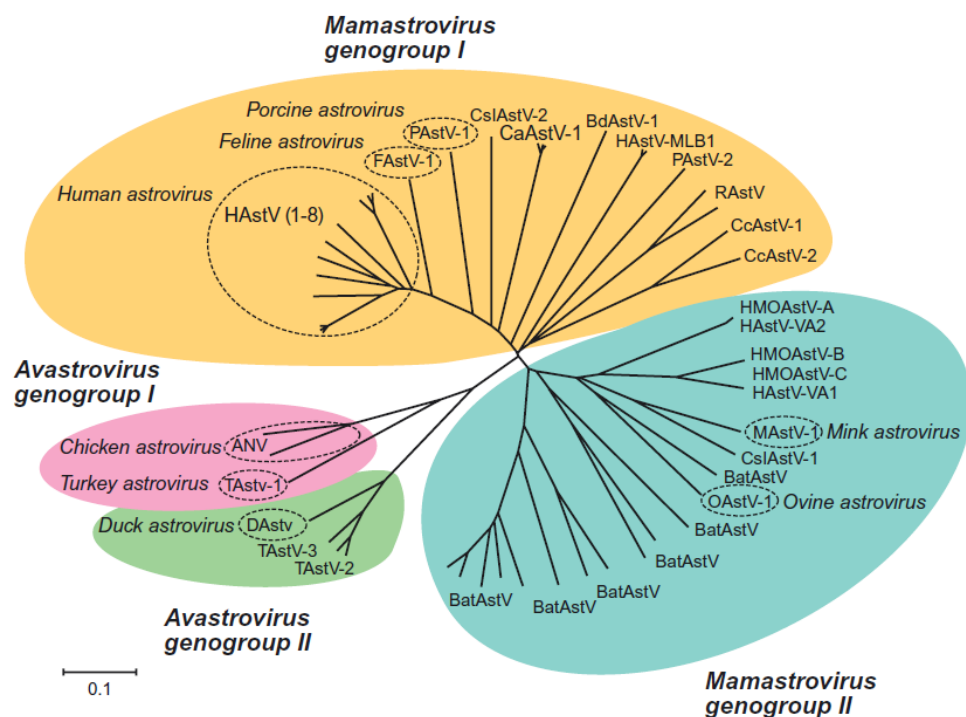 Mamastrovirus
genogroup I
Porcine astrovirus
PAstV-1
CsIAstV-2
CaAstV-1
BdAstV-1
HAstV-MLB1
PAstV-2
RAstV
CcAstV-1
CcAstV-2
Feline astrovirus
FAstV-1
Human astrovirus
HAstV (1-8)
Avastrovirus
genogroup I
Chicken astrovirus
ANV
Turkey astrovirus
TAstv-1
Duck astrovirus
DAstv
TAstV-3
TAstV-2
Avastrovirus
genogroup II
HMOAstV-A
HAstV-VA2
HMOAstV-B
HMOAstV-C
HAstV-VA1
MAstV-1
Mink astrovirus
CsIAstV-1
BatAstV
OAstV-1
Ovine astrovirus
BatAstV
BatAstV
BatAstV
BatAstV
BatAstV
Mamastrovirus
genogroup II
0.1